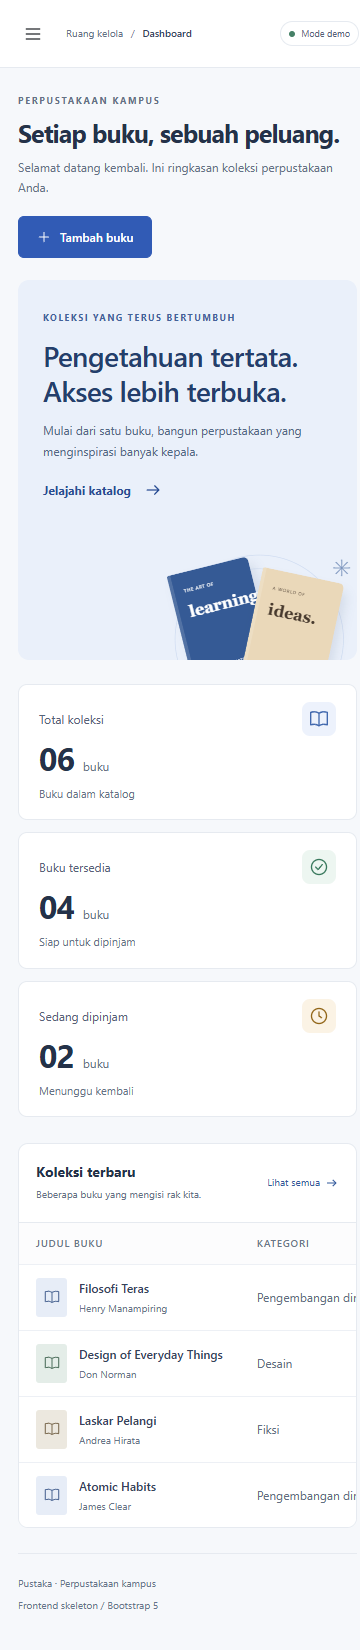 Ruang kelola / Dashboard
Mode demo
PERPUSTAKAAN KAMPUS
Setiap buku, sebuah peluang.
Selamat datang kembali. Ini ringkasan koleksi perpustakaan
Anda.
Tambah buku
KOLEKSI YANG TERUS BERTUMBUH
Pengetahuan tertata.
Akses lebih terbuka.
Mulai dari satu buku, bangun perpustakaan yang
menginspirasi banyak kepala.
Jelajahi katalog
THE ART OF
learning
A WORLD OF
ideas.
Total koleksi
06 buku
Buku dalam katalog
Buku tersedia
04 buku
Siap untuk dipinjam
Sedang dipinjam
02 buku
Menunggu kembali
Koleksi terbaru
Beberapa buku yang mengisi rak kita.
Lihat semua
JUDUL BUKU KATEGORI
Filosofi Teras
Henry Manampiring
Pengembangan dir
Design of Everyday Things
Don Norman
Desain
Laskar Pelangi
Andrea Hirata
Fiksi
Atomic Habits
James Clear
Pengembangan dir
Pustaka · Perpustakaan kampus
Frontend skeleton / Bootstrap 5